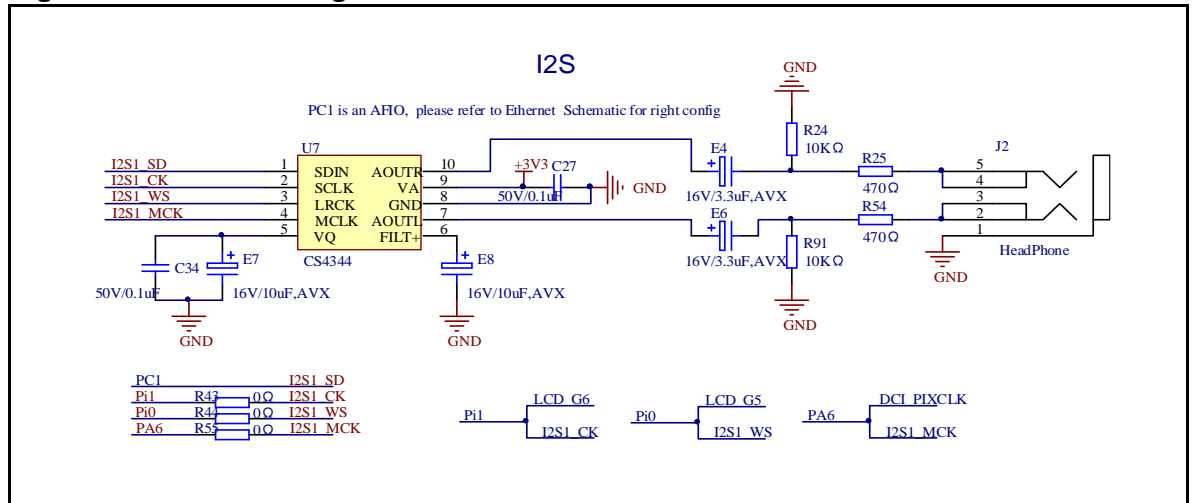 I2S
PC1 is an AFIO, please refer to Ethernet Schematic for right config
GND
R24
10KΩ
U7
I2S1_SD 1 SDIN AOUTR 10
I2S1_CK 2 SCLK VA 9
I2S1_WS 3 LRCK GND 8
I2S1_MCK 4 MCLK AOUTL 7
5 VQ FILT+ 6
CS4344
+3V3
C27
50V/0.1uF
GND
E4
+
16V/3.3uF,AVX
E6
+
16V/3.3uF,AVX
R25
470Ω
R54
470Ω
R91
10KΩ
GND
J2
5
4
3
2
1
HeadPhone
GND
C34
50V/0.1uF
+
E7
16V/10uF,AVX
GND
+
E8
16V/10uF,AVX
GND
PC1 I2S1_SD
Pi1 R43 0Ω I2S1_CK
Pi0 R44 0Ω I2S1_WS
PA6 R55 0Ω I2S1_MCK
Pi1
LCD_G6
I2S1_CK
Pi0
LCD_G5
I2S1_WS
PA6
DCI_PIXCLK
I2S1_MCK